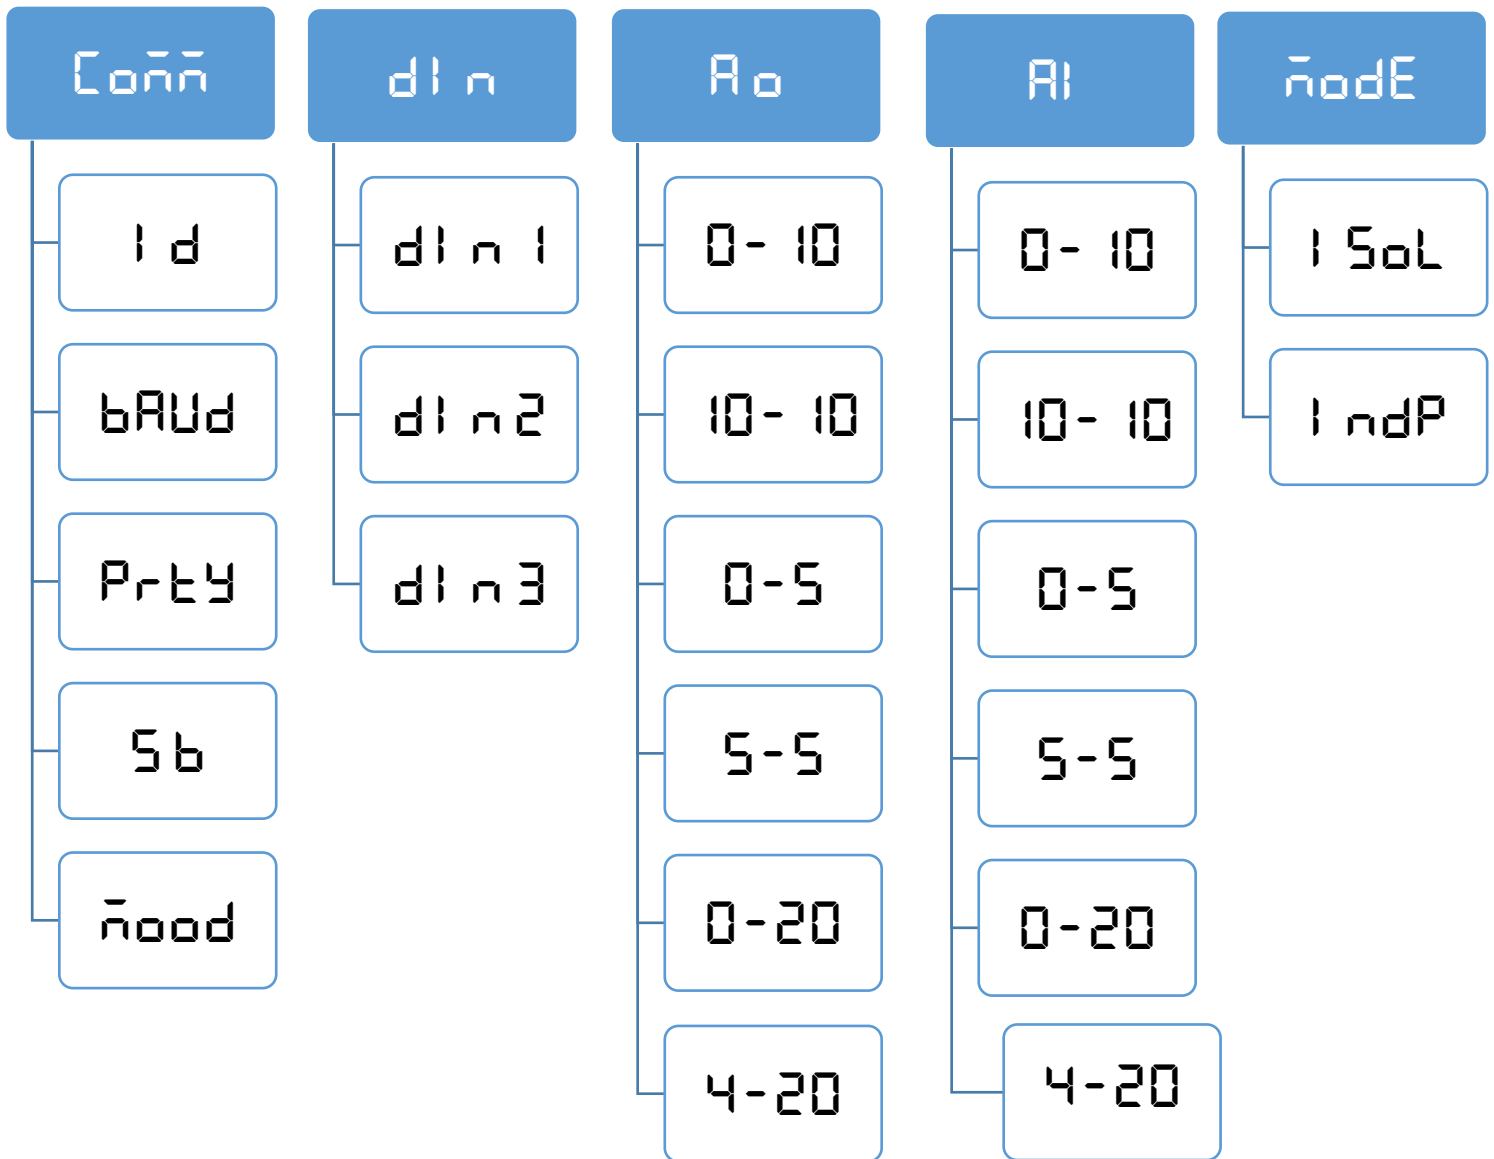 Comm
Id
bAUd
Prty
Sb
mood
dIn
dIn1
dIn2
dIn3
Ao
0-10
10-10
0-5
5-5
0-20
4-20
AI
0-10
10-10
0-5
5-5
0-20
4-20
modE
ISoL
IndP